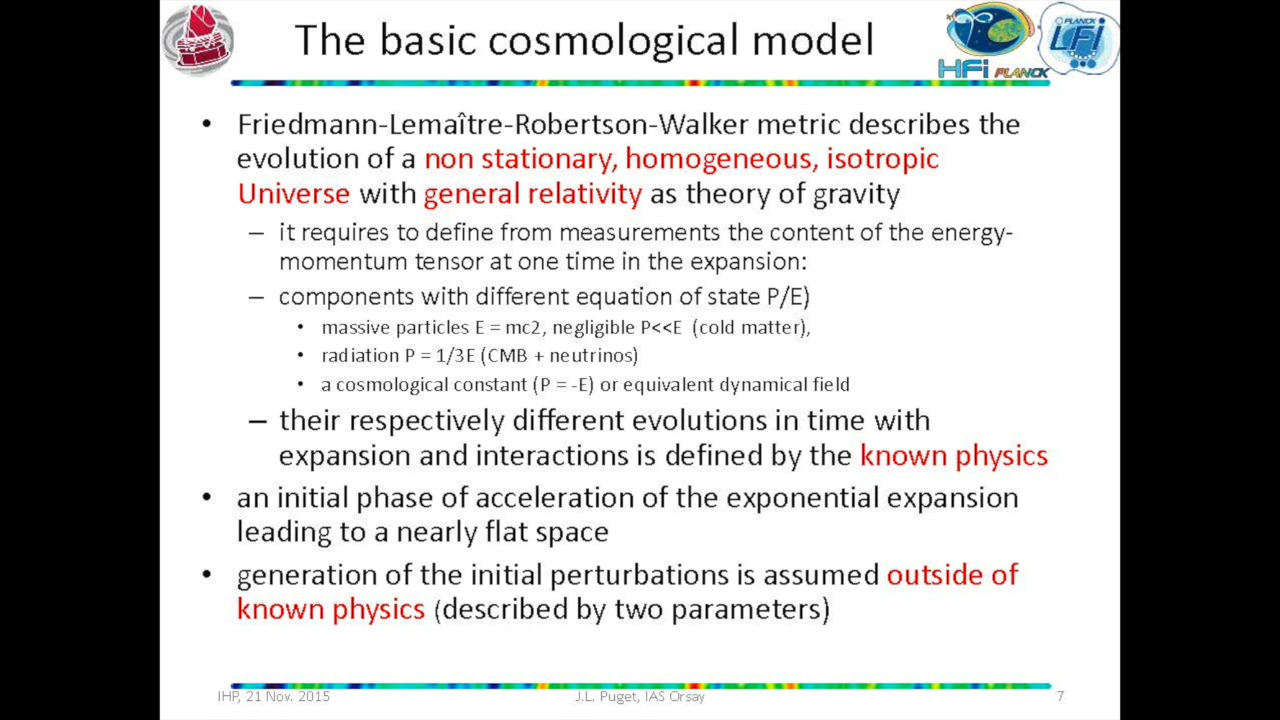 The basic cosmological model
HFi PLANCK
PLANCK
LFi
• Friedmann-Lemaître-Robertson-Walker metric describes the
evolution of a non stationary, homogeneous, isotropic
Universe with general relativity as theory of gravity
– it requires to define from measurements the content of the energy-
momentum tensor at one time in the expansion:
– components with different equation of state P/E)
• massive particles E = mc2, negligible P<<E (cold matter),
• radiation P = 1/3E (CMB + neutrinos)
• a cosmological constant (P = -E) or equivalent dynamical field
– their respectively different evolutions in time with
expansion and interactions is defined by the known physics
• an initial phase of acceleration of the exponential expansion
leading to a nearly flat space
• generation of the initial perturbations is assumed outside of
known physics (described by two parameters)
IHP, 21 Nov. 2015
J.L. Puget, IAS Orsay
7